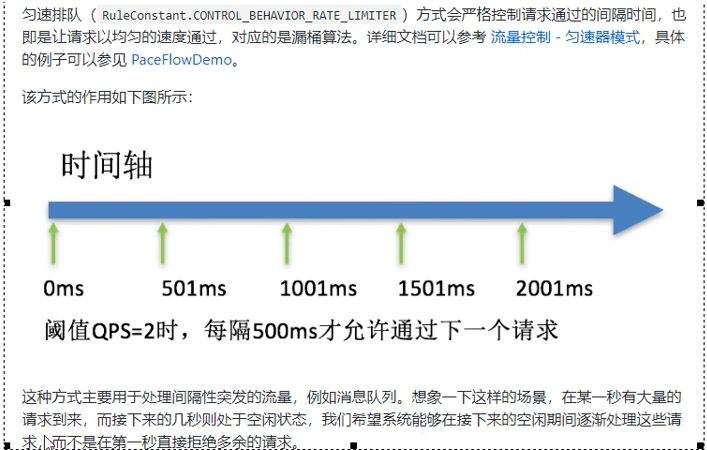 匀速排队（RuleConstant.CONTROL_BEHAVIOR_RATE_LIMITER）方式会严格控制请求通过的间隔时间，也
即是让请求以均匀的速度通过，对应的是漏桶算法。详细文档可以参考 流量控制 - 匀速器模式，具体
的例子可以参见 PaceFlowDemo。
该方式的作用如下图所示：
时间轴
0ms 501ms 1001ms 1501ms 2001ms
阈值QPS=2时，每隔500ms才允许通过下一个请求
这种方式主要用于处理间隔性突发的流量，例如消息队列。想象一下这样的场景，在某一秒有大量的
请求到来，而接下来的几秒则处于空闲状态，我们希望系统能够在接下来的空闲期间逐渐处理这些请
求，而不是在第一秒直接拒绝多余的请求。